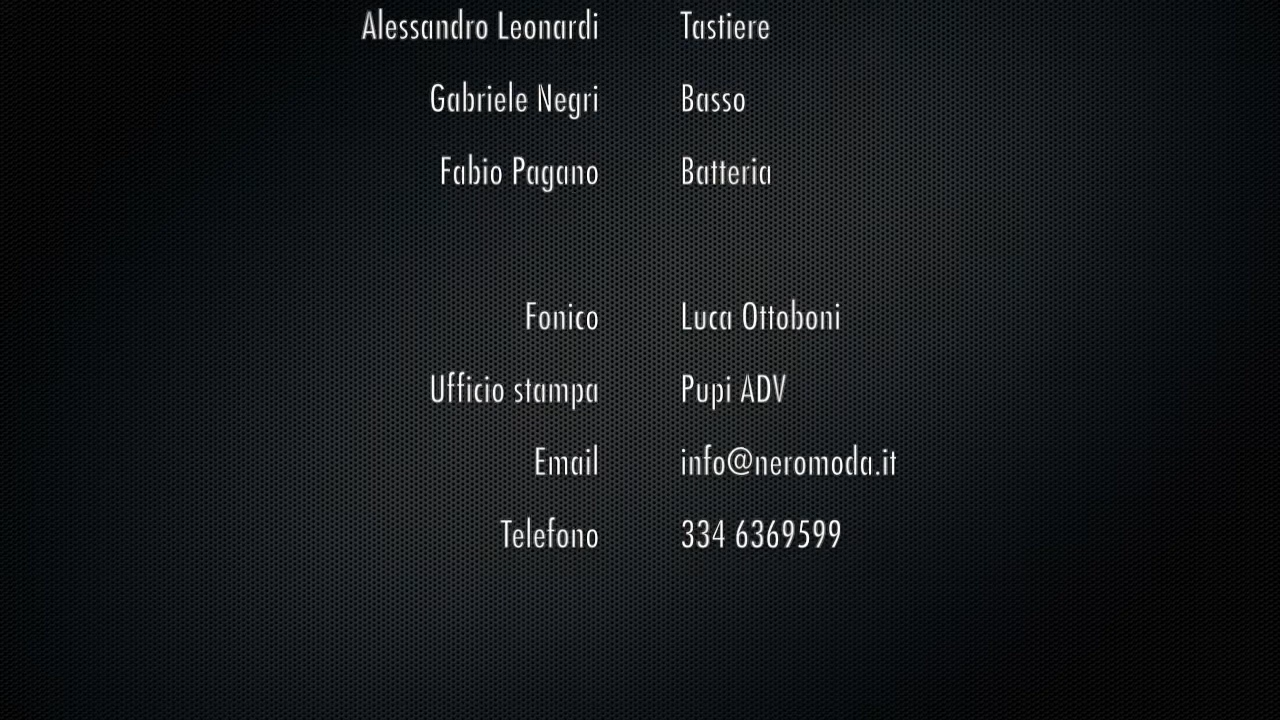 Alessandro Leonardi Tastiere
Gabriele Negri Basso
Fabio Pagano Batteria
Fonico Luca Ottoboni
Ufficio stampa Pupi ADV
Email info@neromoda.it
Telefono 334 6369599